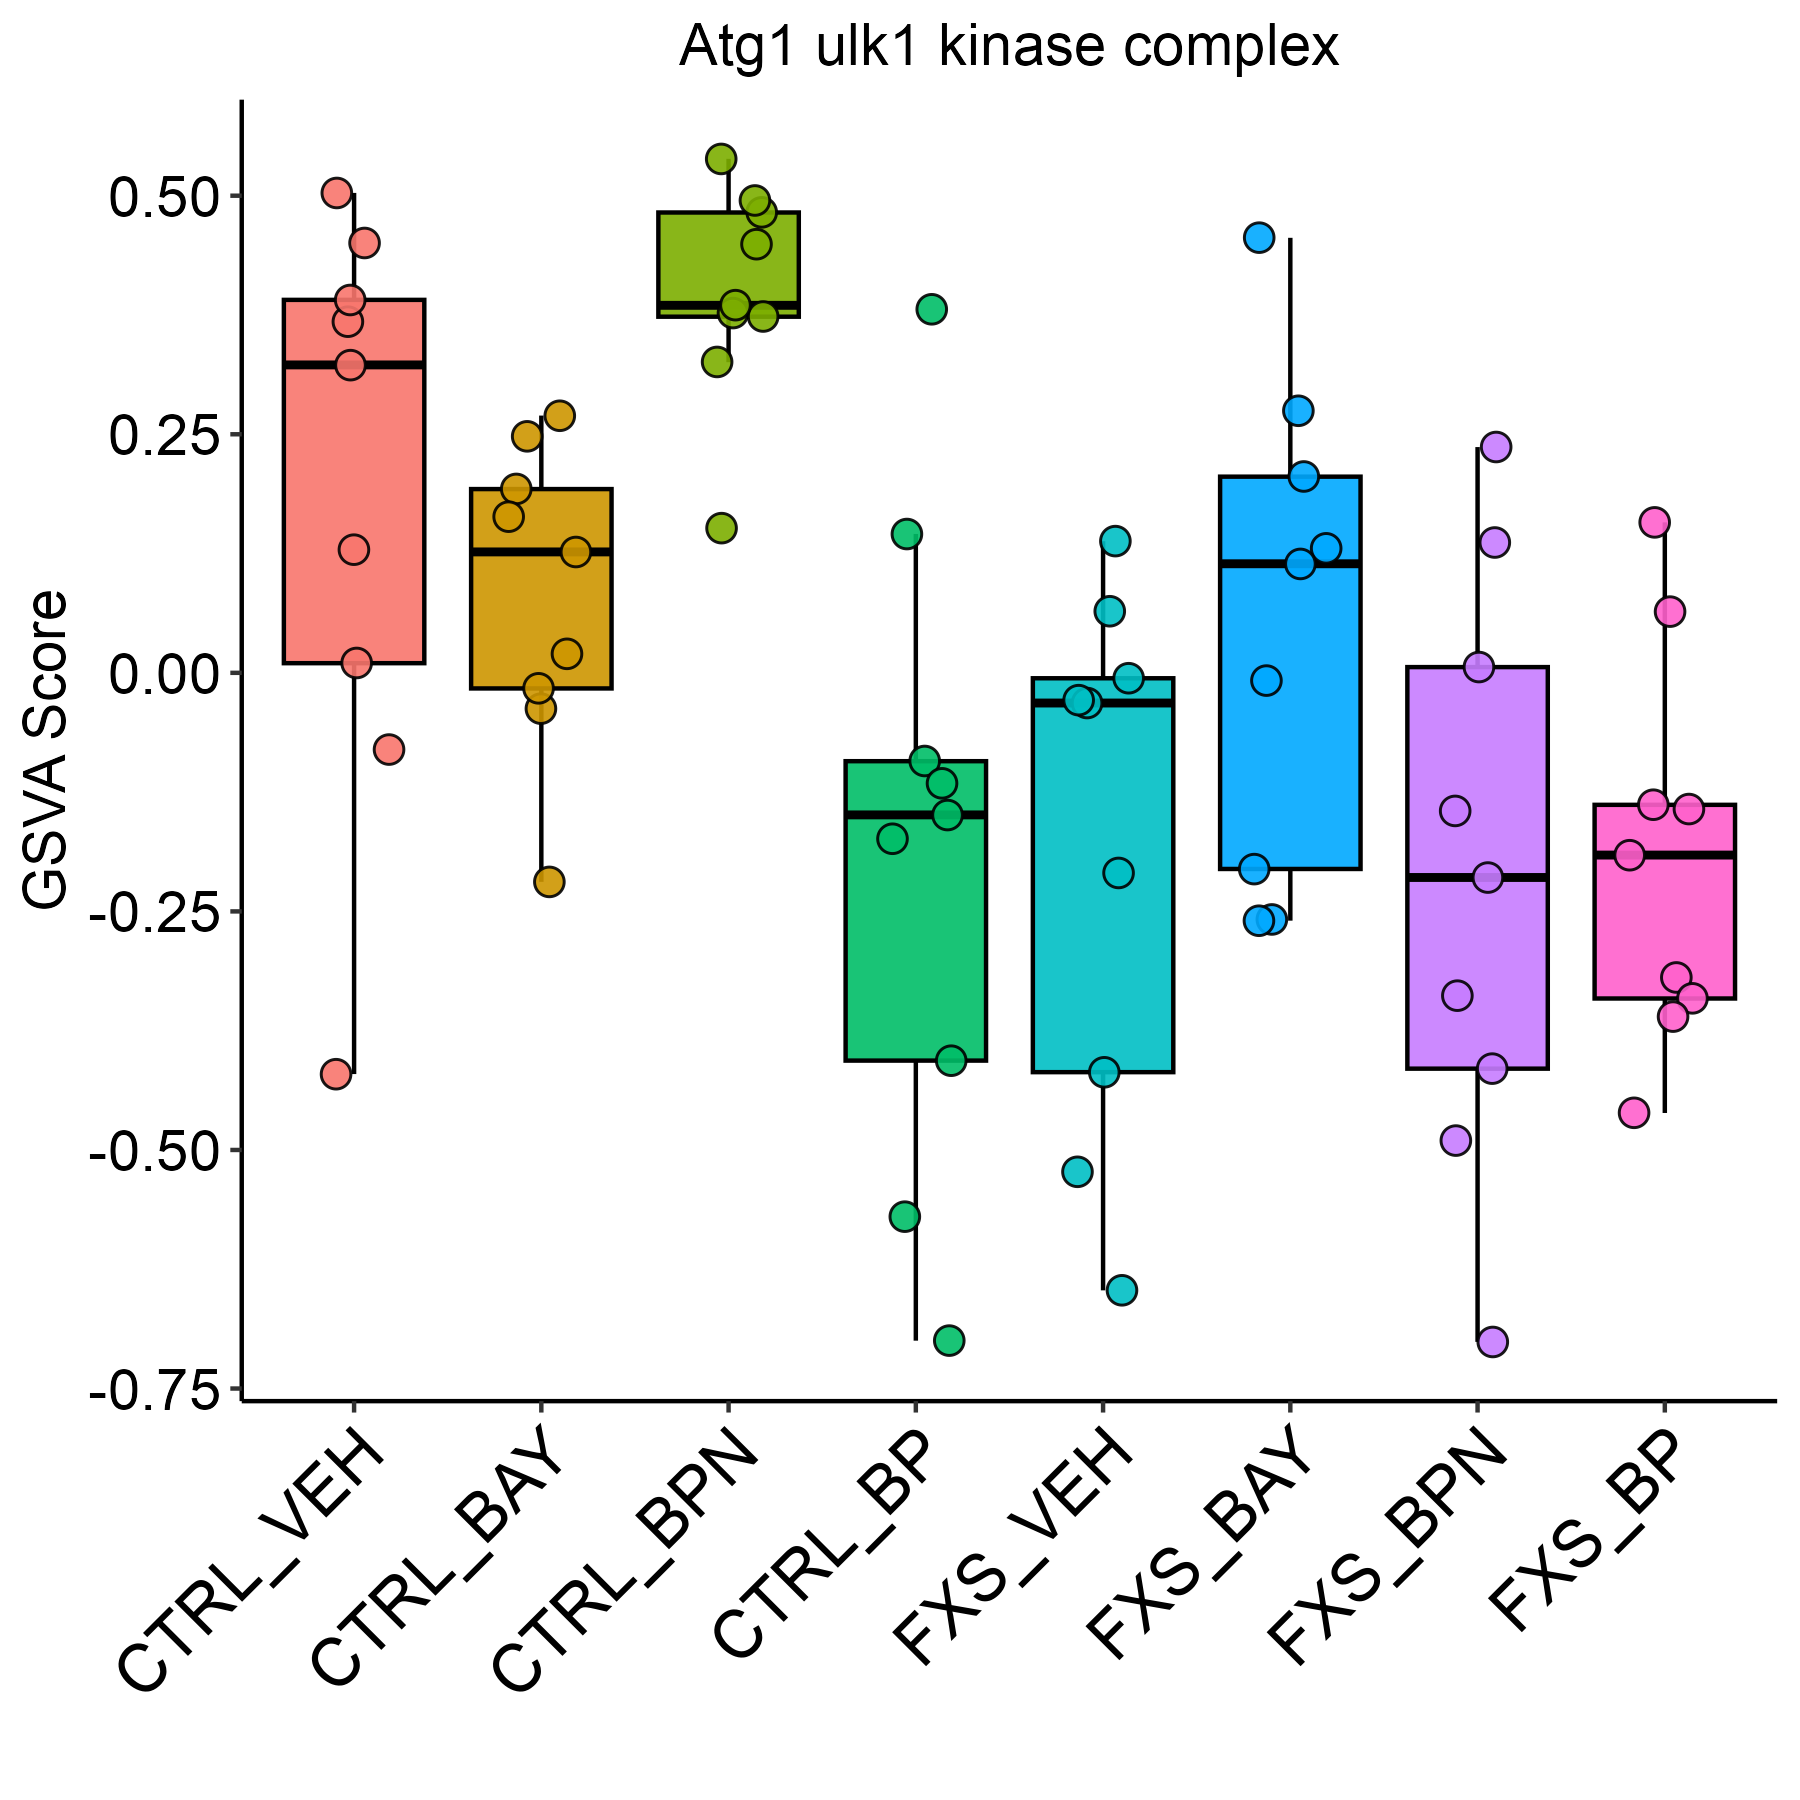 Atg1 ulk1 kinase complex
GSVA Score
0.50
0.25
0.00
-0.25
-0.50
-0.75
CTRL_VEH
CTRL_BAY
CTRL_BPN
CTRL_BP
FXS_VEH
FXS_BAY
FXS_BPN
FXS_BP